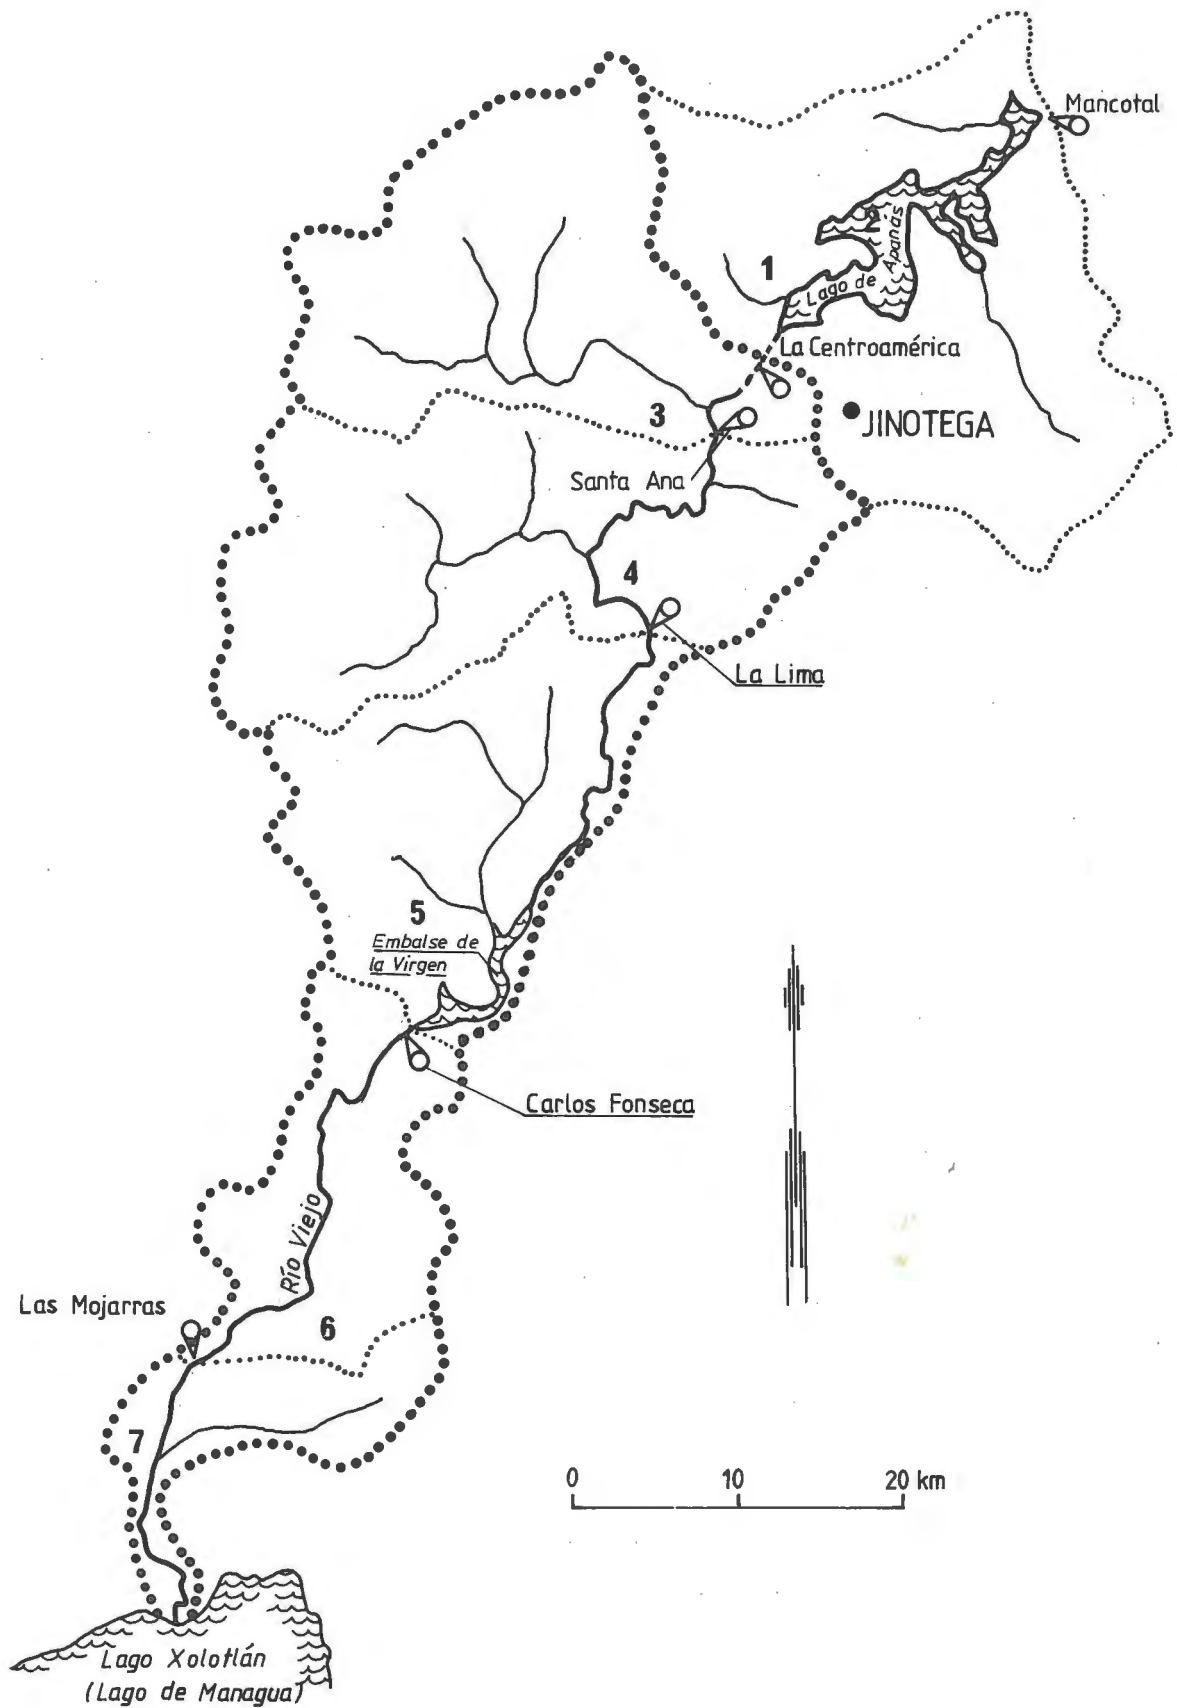 Mancotal
2
Lago de Apanás
1
La Centroamérica
JINOTEGA
3
Santa Ana
4
La Lima
5
Embalse de
la Virgen
Carlos Fonseca
Río Viejo
Las Mojarras
6
7
0 10 20 km
Lago Xolotlán
(Lago de Managua)